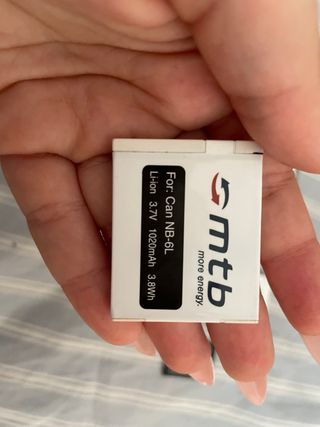 mtb
more energy.
For: Can NB-6L
Li-ion 3.7V 1020mAh 3.8Wh